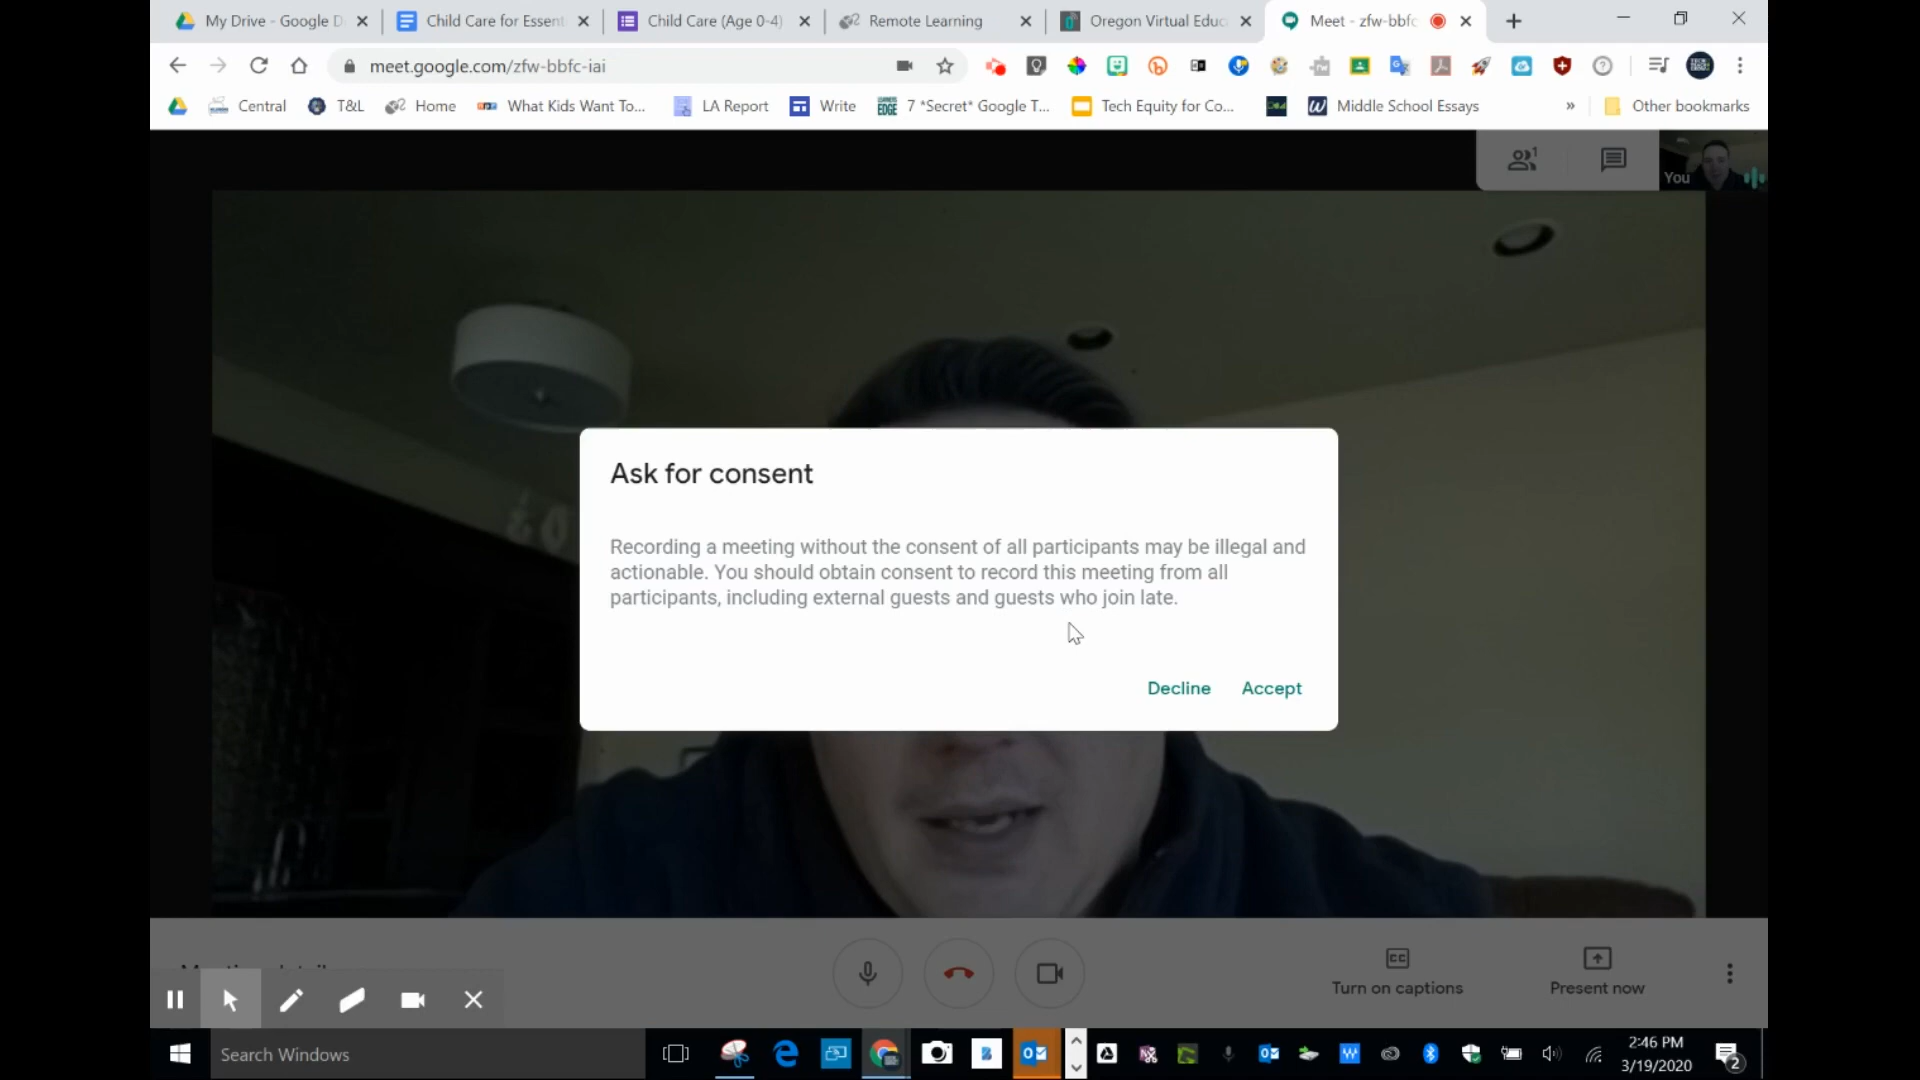 My Drive - Google D
Child Care for Essent
Child Care (Age 0-4)
Remote Learning
Oregon Virtual Educ
Meet - zfw-bbfc
meet.google.com/zfw-bbfc-iai
Central
T&L
Home
What Kids Want To...
LA Report
Write
7 *Secret* Google T...
Tech Equity for Co...
Middle School Essays
»
Other bookmarks
1
You
Ask for consent
Recording a meeting without the consent of all participants may be illegal and
actionable. You should obtain consent to record this meeting from all
participants, including external guests and guests who join late.
Decline
Accept
Turn on captions
Present now
Search Windows
2:46 PM
3/19/2020
2